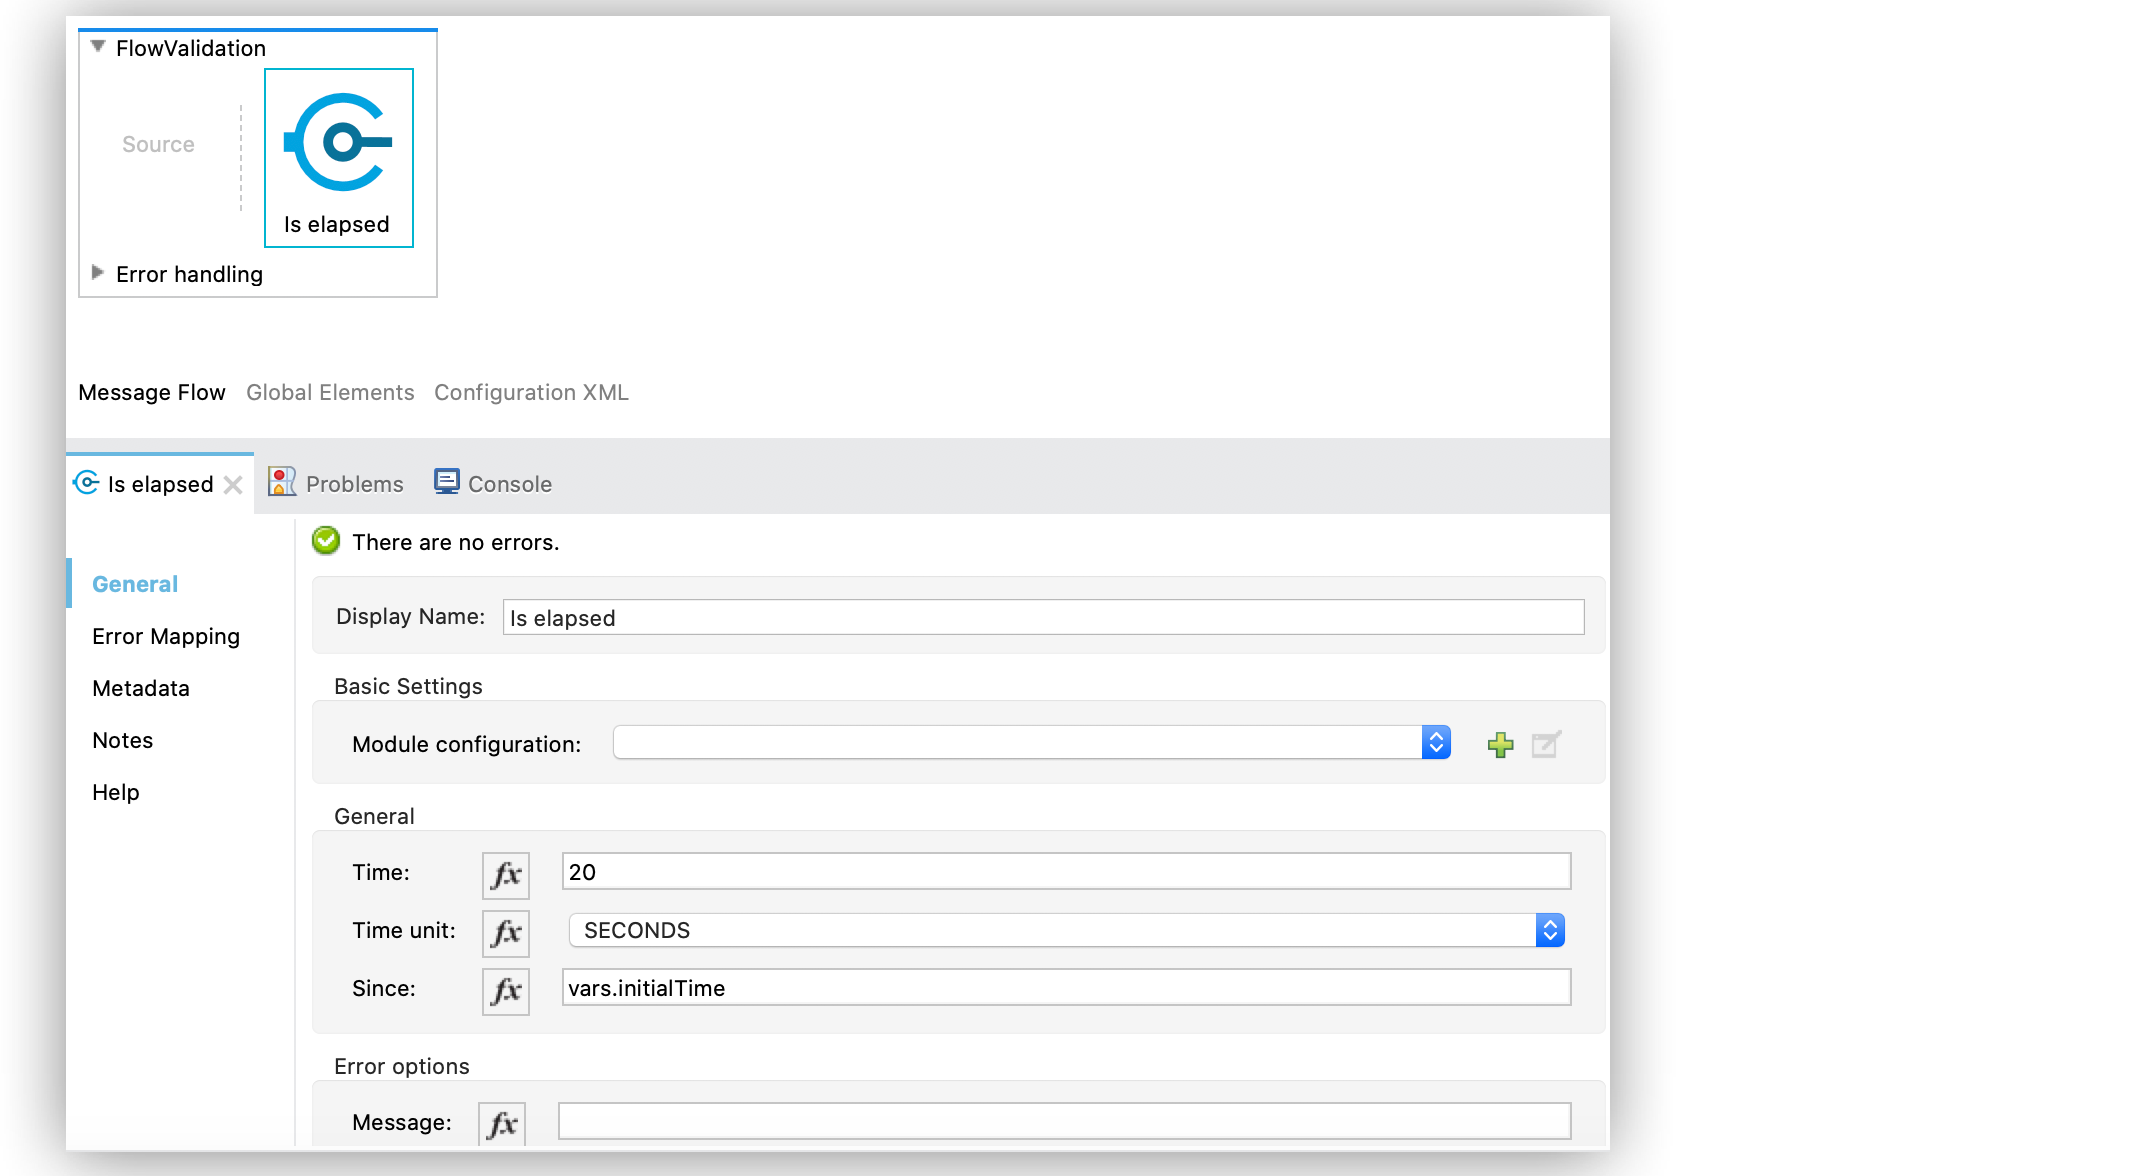 FlowValidation
Source
Is elapsed
Error handling
Message Flow Global Elements Configuration XML
Is elapsed Problems Console
There are no errors.
General
Display Name: Is elapsed
Error Mapping
Basic Settings
Metadata
Module configuration:
Notes
Help
General
Time: fx 20
Time unit: fx SECONDS
Since: fx vars.initialTime
Error options
Message: fx